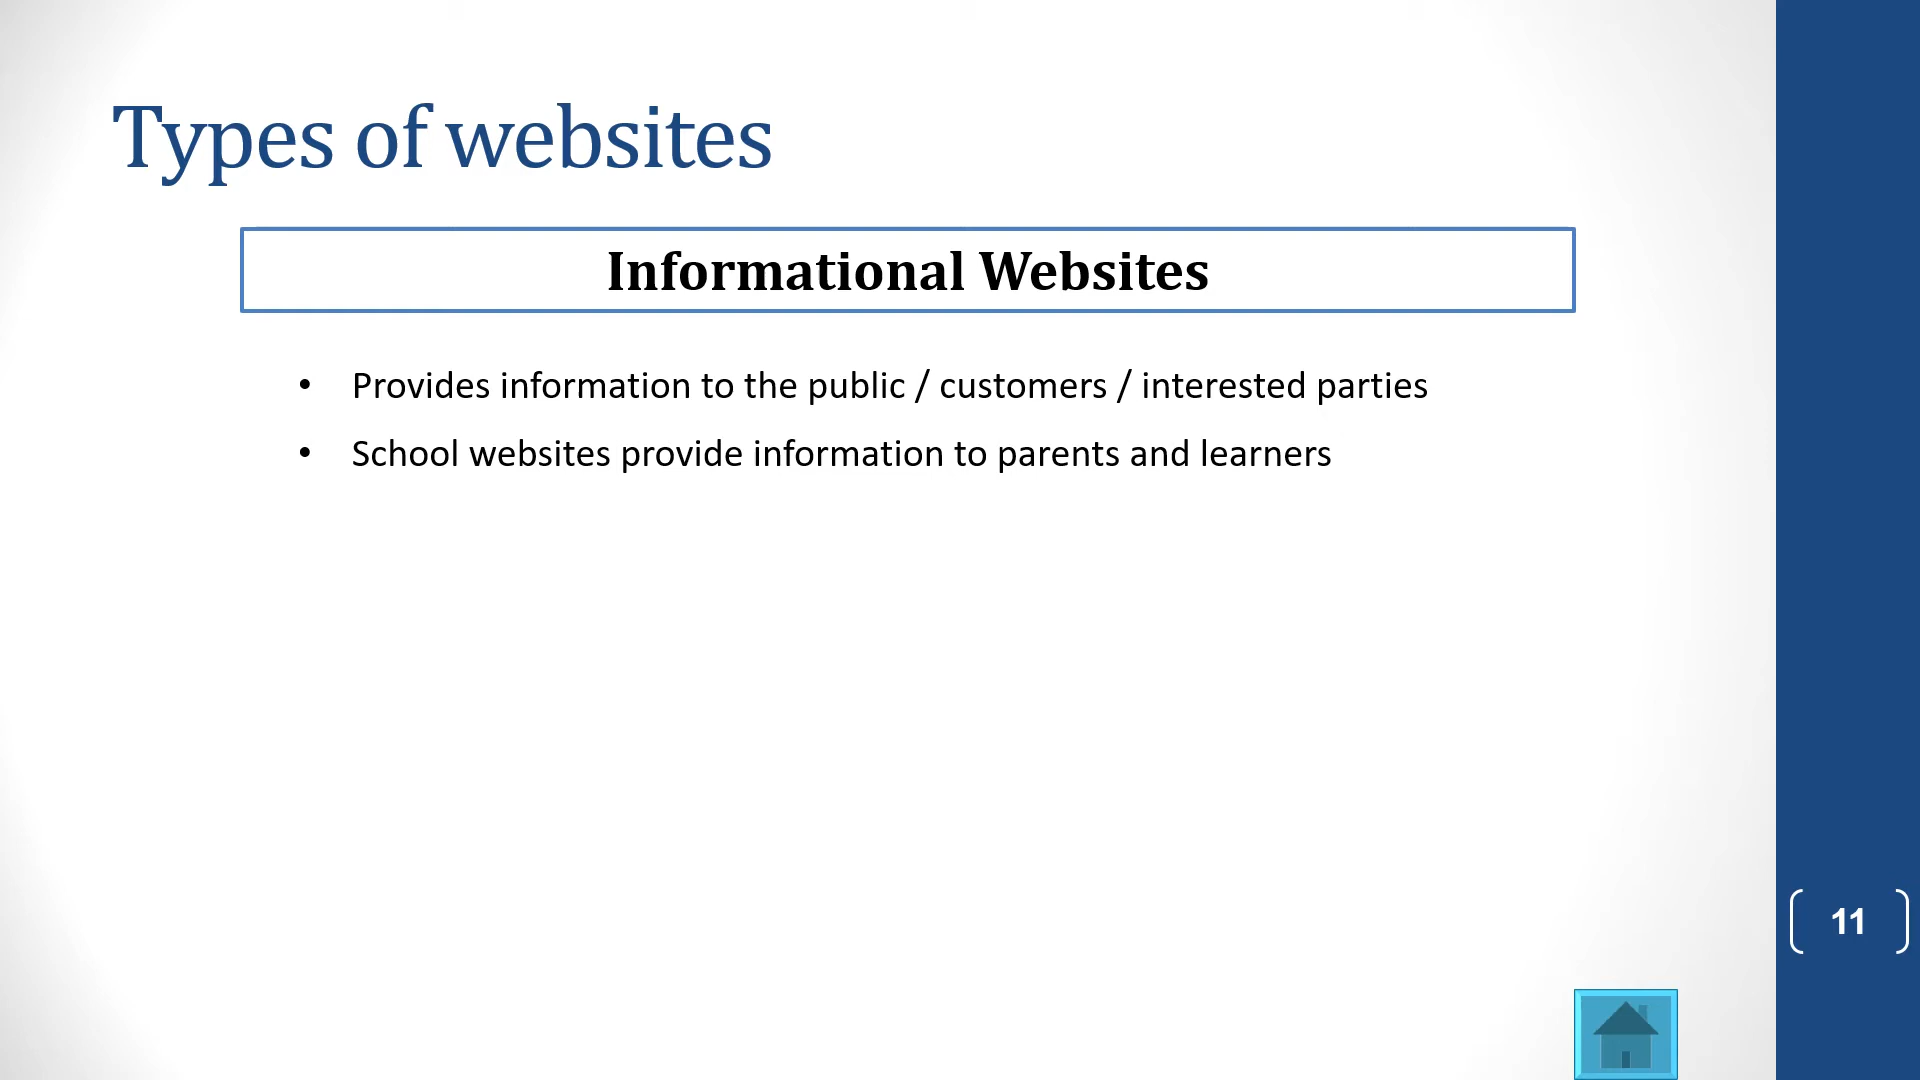 Types of websites
Informational Websites
• Provides information to the public / customers / interested parties
• School websites provide information to parents and learners
11